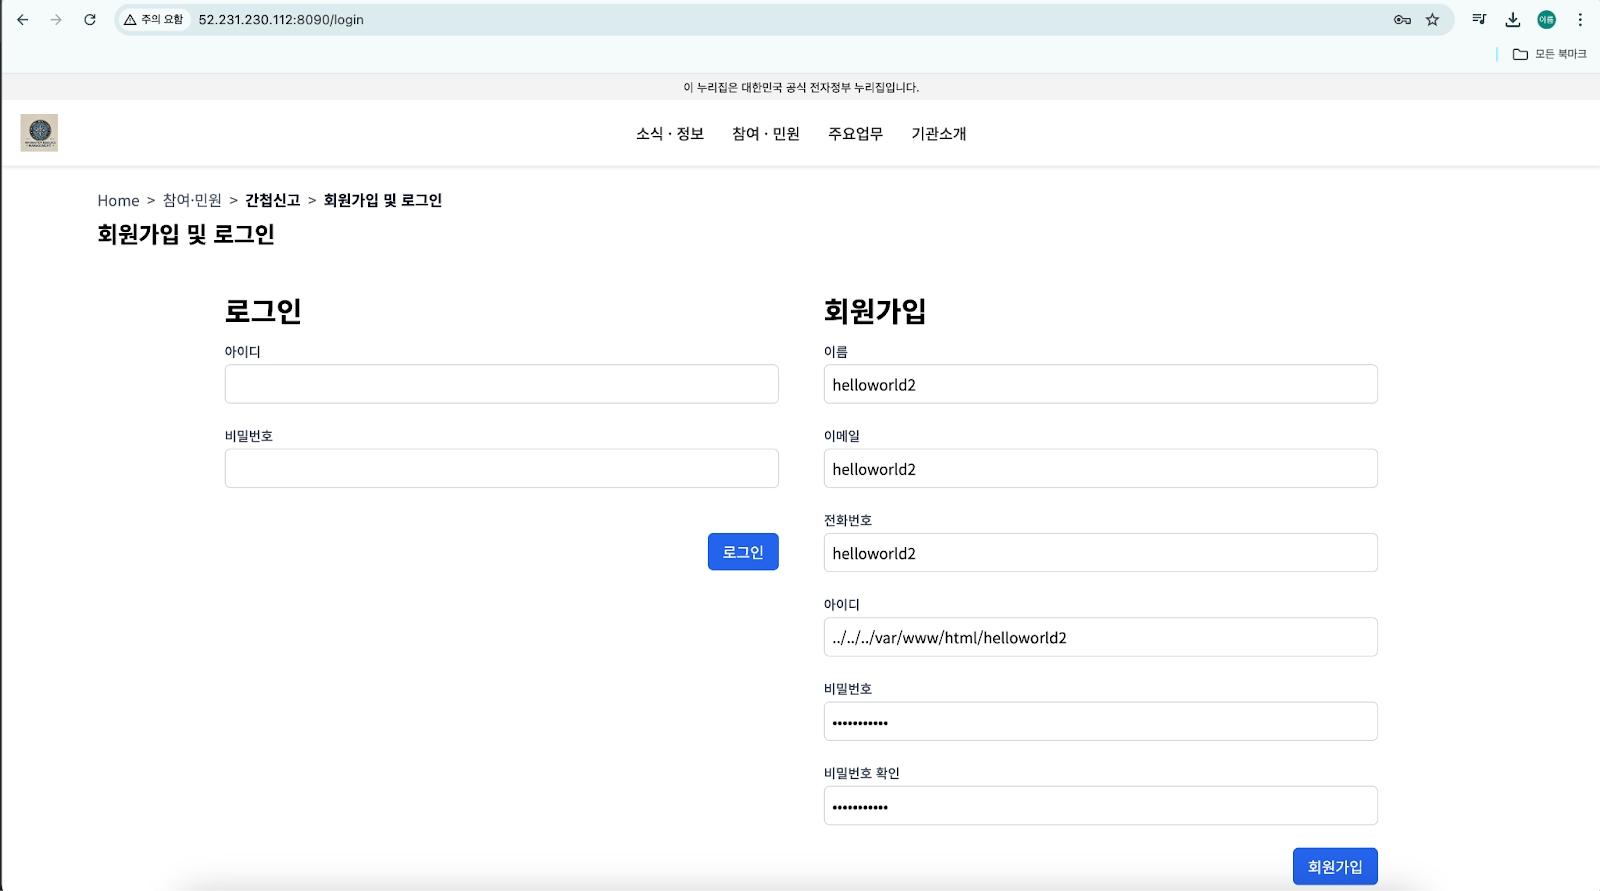 주의 요함 52.231.230.112:8090/login 이름
모든 북마크
이 누리집은 대한민국 공식 전자정부 누리집입니다.
소식 · 정보 참여 · 민원 주요업무 기관소개
Home > 참여·민원 > 간첩신고 > 회원가입 및 로그인
회원가입 및 로그인
로그인
아이디
비밀번호
로그인
회원가입
이름
helloworld2
이메일
helloworld2
전화번호
helloworld2
아이디
../../../var/www/html/helloworld2
비밀번호
•••••••••••
비밀번호 확인
•••••••••••
회원가입